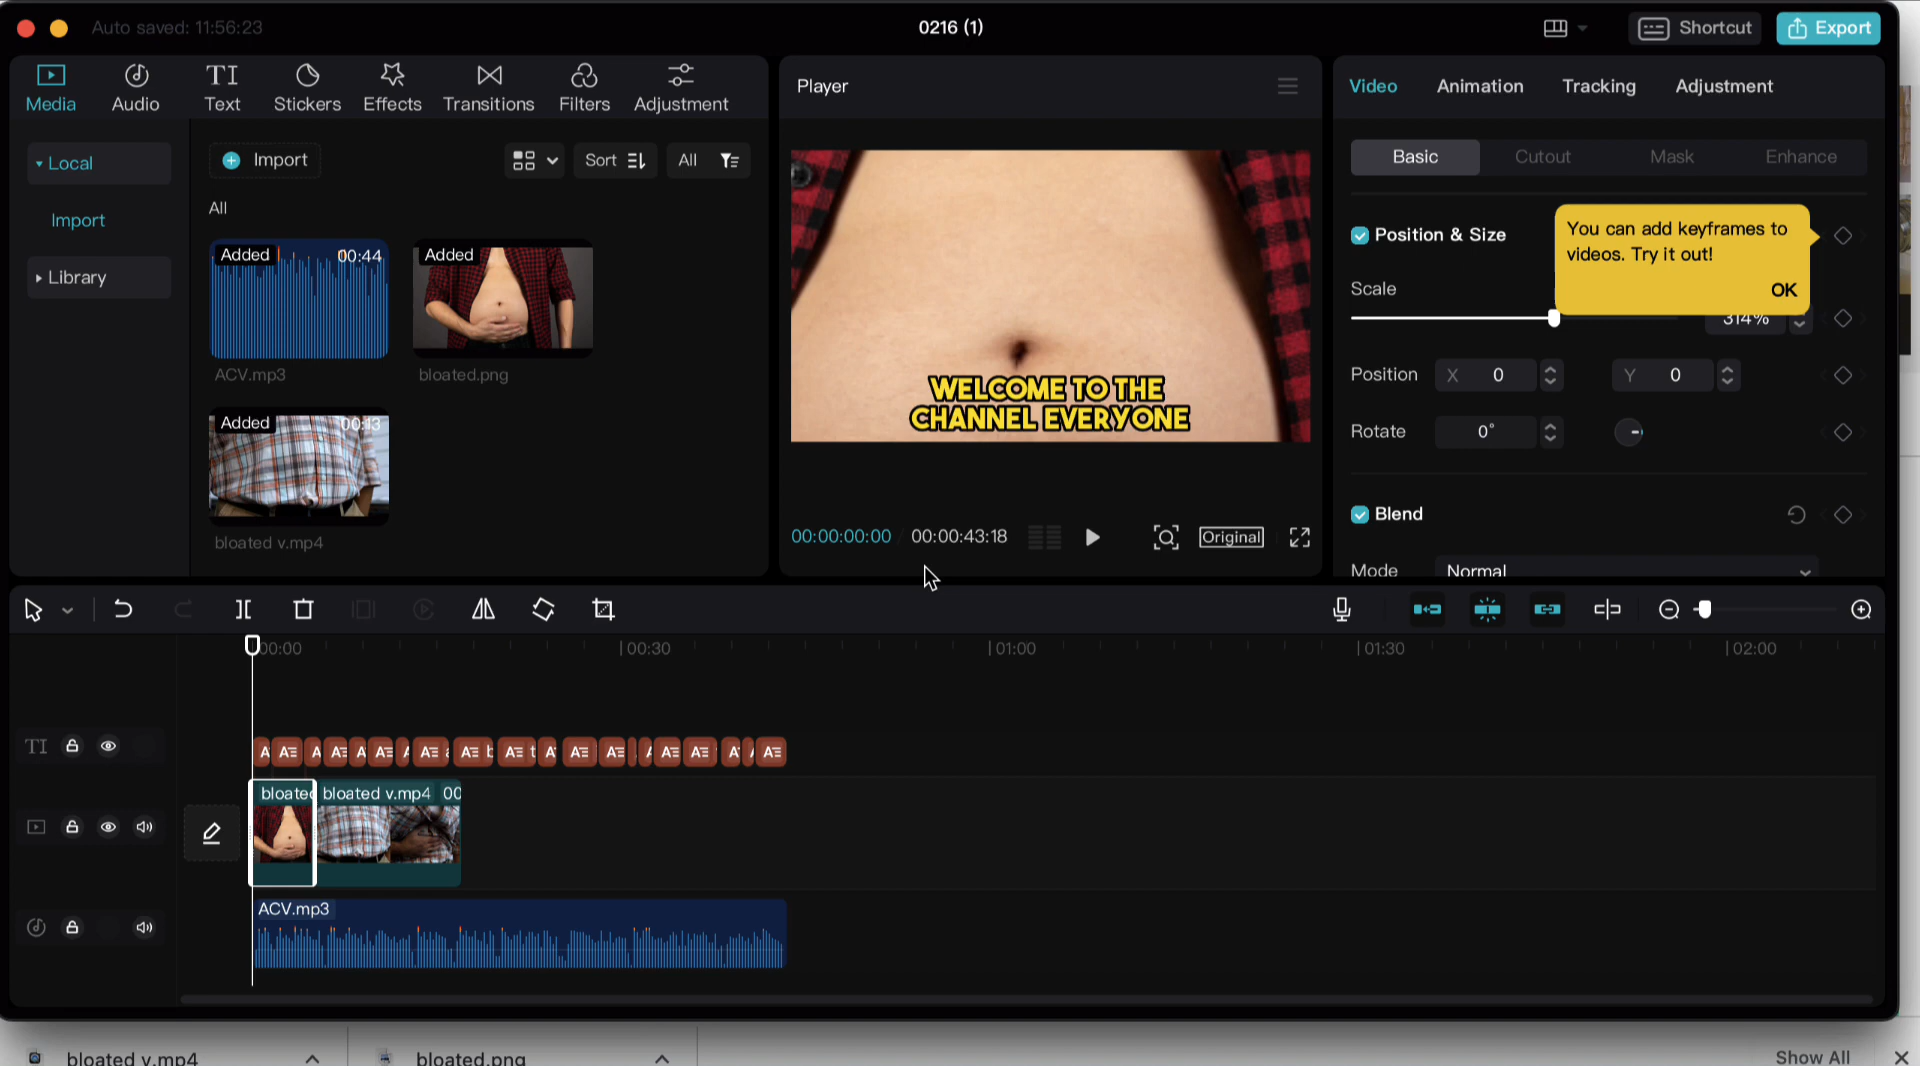 Auto saved: 11:56:23
0216 (1)
Shortcut
Export
Media
Audio
Text
Stickers
Effects
Transitions
Filters
Adjustment
Local
Import
Library
Import
Sort
All
All
Added
00:44
ACV.mp3
Added
bloated.png
Added
00:13
bloated v.mp4
Player
WELCOME TO THE
CHANNEL EVERYONE
00:00:00:00 / 00:00:43:18
Original
Video
Animation
Tracking
Adjustment
Basic
Cutout
Mask
Enhance
Position & Size
You can add keyframes to
videos. Try it out!
OK
Scale
314%
Position
X 0
Y 0
Rotate
0°
Blend
Mode
Normal
00:00
00:30
01:00
01:30
02:00
bloated
bloated v.mp4 00
ACV.mp3
bloated v.mp4
bloated.png
Show All